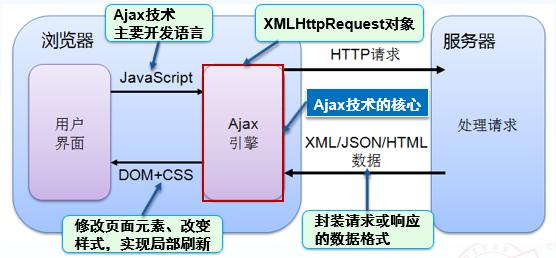 浏览器
Ajax技术
主要开发语言
XMLHttpRequest对象
服务器
JavaScript
HTTP请求
用户
界面
Ajax
引擎
Ajax技术的核心
处理请求
XML/JSON/HTML
数据
DOM+CSS
修改页面元素、改变
样式，实现局部刷新
封装请求或响应
的数据格式